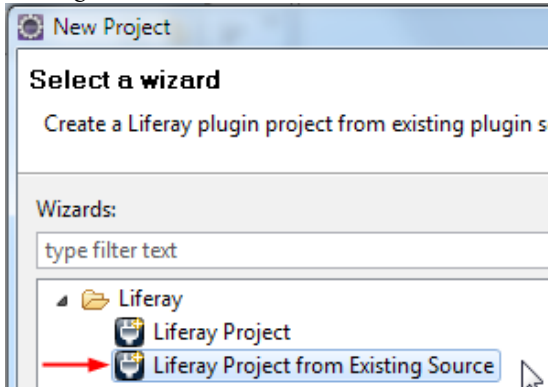 New Project
Select a wizard
Create a Liferay plugin project from existing plugin s
Wizards:
type filter text
Liferay
Liferay Project
Liferay Project from Existing Source